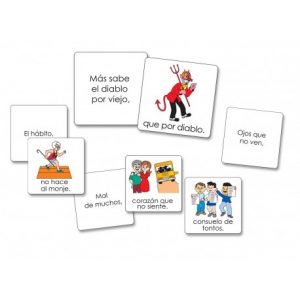 Más sabe
el diablo
por viejo,
que por diablo.
El hábito,
no hace
al monje.
Mal
de muchos,
corazón que
no siente.
Ojos que
no ven,
consuelo de
tontos.